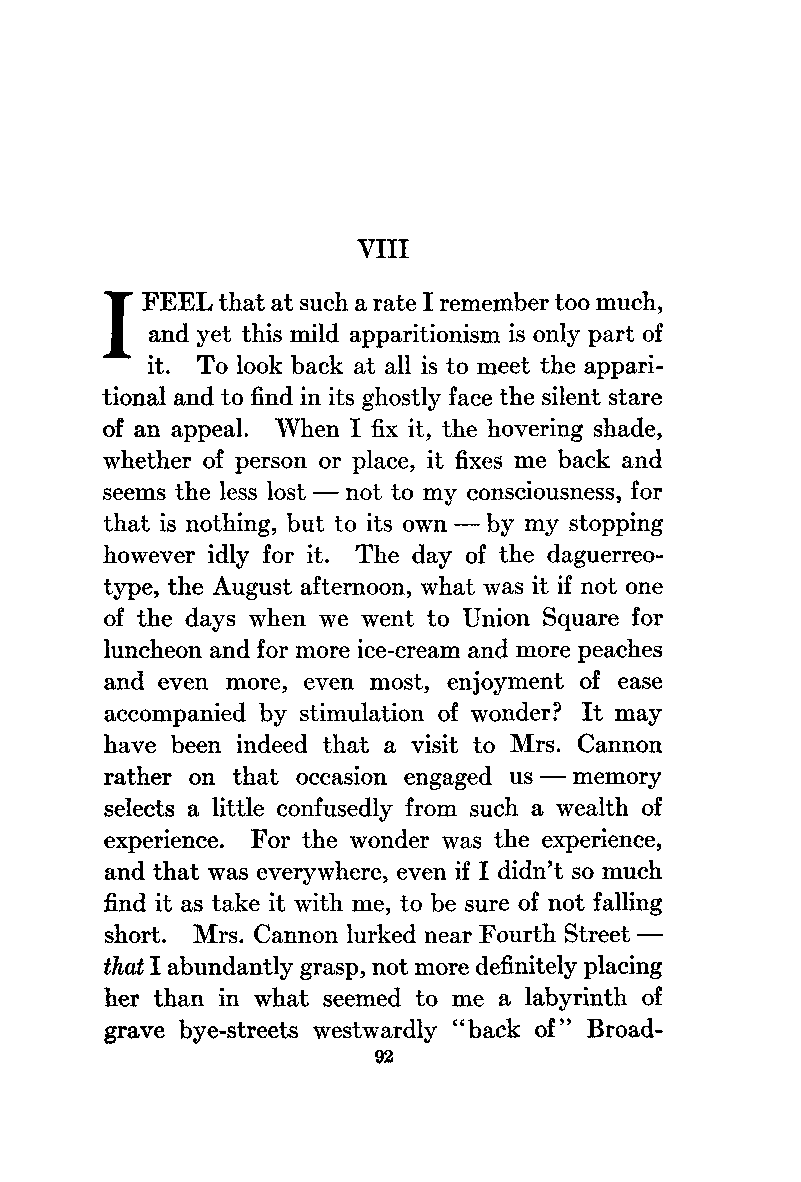 VIII
I FEEL that at such a rate I remember too much,
and yet this mild apparitionism is only part of
it. To look back at all is to meet the appari-
tional and to find in its ghostly face the silent stare
of an appeal. When I fix it, the hovering shade,
whether of person or place, it fixes me back and
seems the less lost — not to my consciousness, for
that is nothing, but to its own — by my stopping
however idly for it. The day of the daguerreo-
type, the August afternoon, what was it if not one
of the days when we went to Union Square for
luncheon and for more ice-cream and more peaches
and even more, even most, enjoyment of ease
accompanied by stimulation of wonder? It may
have been indeed that a visit to Mrs. Cannon
rather on that occasion engaged us — memory
selects a little confusedly from such a wealth of
experience. For the wonder was the experience,
and that was everywhere, even if I didn't so much
find it as take it with me, to be sure of not falling
short. Mrs. Cannon lurked near Fourth Street —
that I abundantly grasp, not more definitely placing
her than in what seemed to me a labyrinth of
grave bye-streets westwardly "back of" Broad-
92